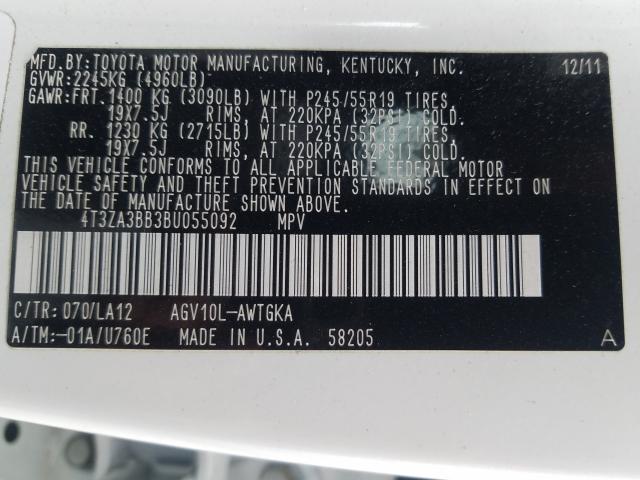 MFD.BY:TOYOTA MOTOR MANUFACTURING, KENTUCKY, INC. 12/11
GVWR:2245KG (4960LB)
GAWR:FRT. 1400 KG (3090LB) WITH P245/55R19 TIRES,
19X7.5J RIMS, AT 220KPA (32PSI) COLD.
RR. 1230 KG (2715LB) WITH P245/55R19 TIRES,
19X7.5J RIMS, AT 220KPA (32PSI) COLD.
THIS VEHICLE CONFORMS TO ALL APPLICABLE FEDERAL MOTOR
VEHICLE SAFETY AND THEFT PREVENTION STANDARDS IN EFFECT ON
THE DATE OF MANUFACTURE SHOWN ABOVE.
4T3ZA3BB3BU055092 MPV
C/TR:070/LA12 AGV10L-AWTGKA
A/TM:-01A/U760E MADE IN U.S.A. 58205 A